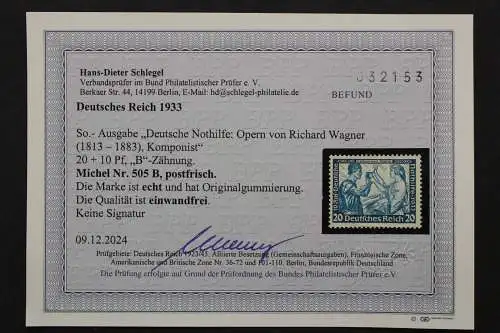 Hans-Dieter Schlegel
Verbandsprüfer im Bund Philatelistischer Prüfer e. V.
Berkaer Str. 44, 14199 Berlin, E-Mail: hd@schlegel-philatelie.de
032153
BEFUND
Deutsches Reich 1933
So.- Ausgabe „Deutsche Nothilfe: Opern von Richard Wagner
(1813 – 1883), Komponist“
20 + 10 Pf, „B“-Zähnung.
Michel Nr. 505 B, postfrisch.
Die Marke ist echt und hat Originalgummierung.
Die Qualität ist einwandfrei.
Keine Signatur
20 Deutsches Reich 20
09.12.2024
Prüfgebiete: Deutsches Reich 1923/45. Alliierte Besetzung (Gemeinschaftsausgaben), Französische Zone,
Amerikanische und Britische Zone Nr. 36-72 und 101-110. Berlin, Bundesrepublik Deutschland
Die Prüfung erfolgte auf Grund der Prüfordnung des Bundes Philatelistischer Prüfer e.V.